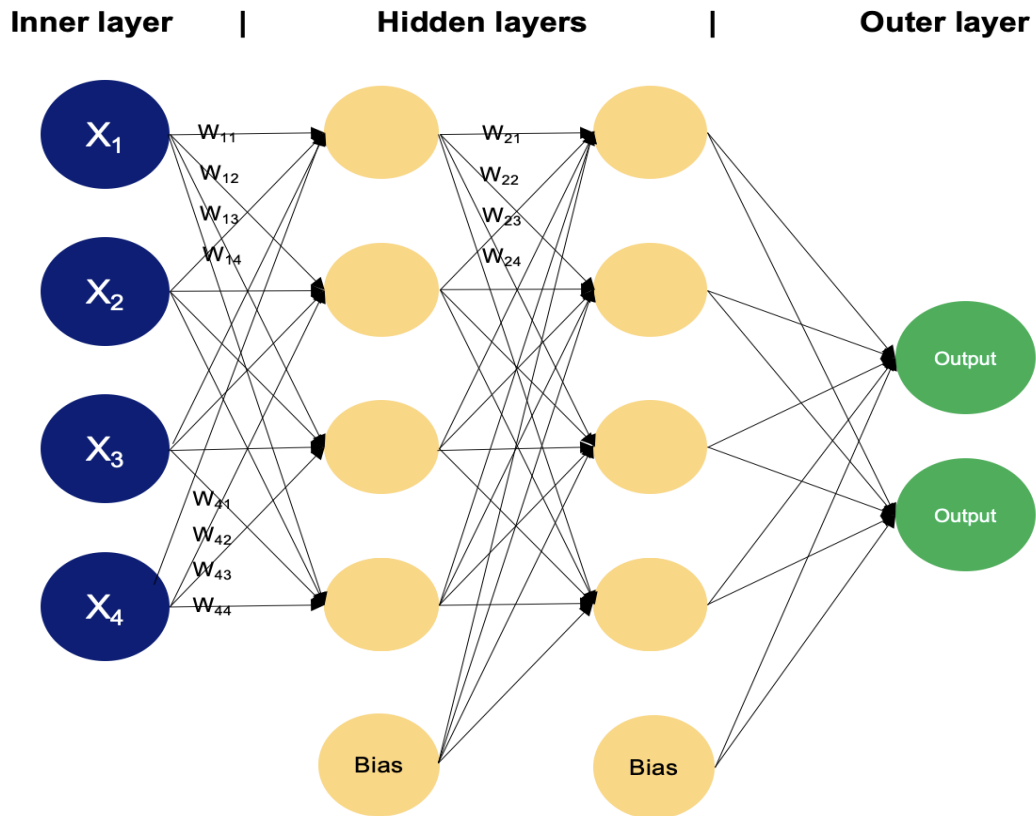 Inner layer | Hidden layers | Outer layer
X₁
W₁₁
W₁₂
W₁₃
W₁₄
W₂₁
W₂₂
W₂₃
W₂₄
X₂
Output
X₃
W₄₁
W₄₂
W₄₃
W₄₄
Output
X₄
Bias
Bias